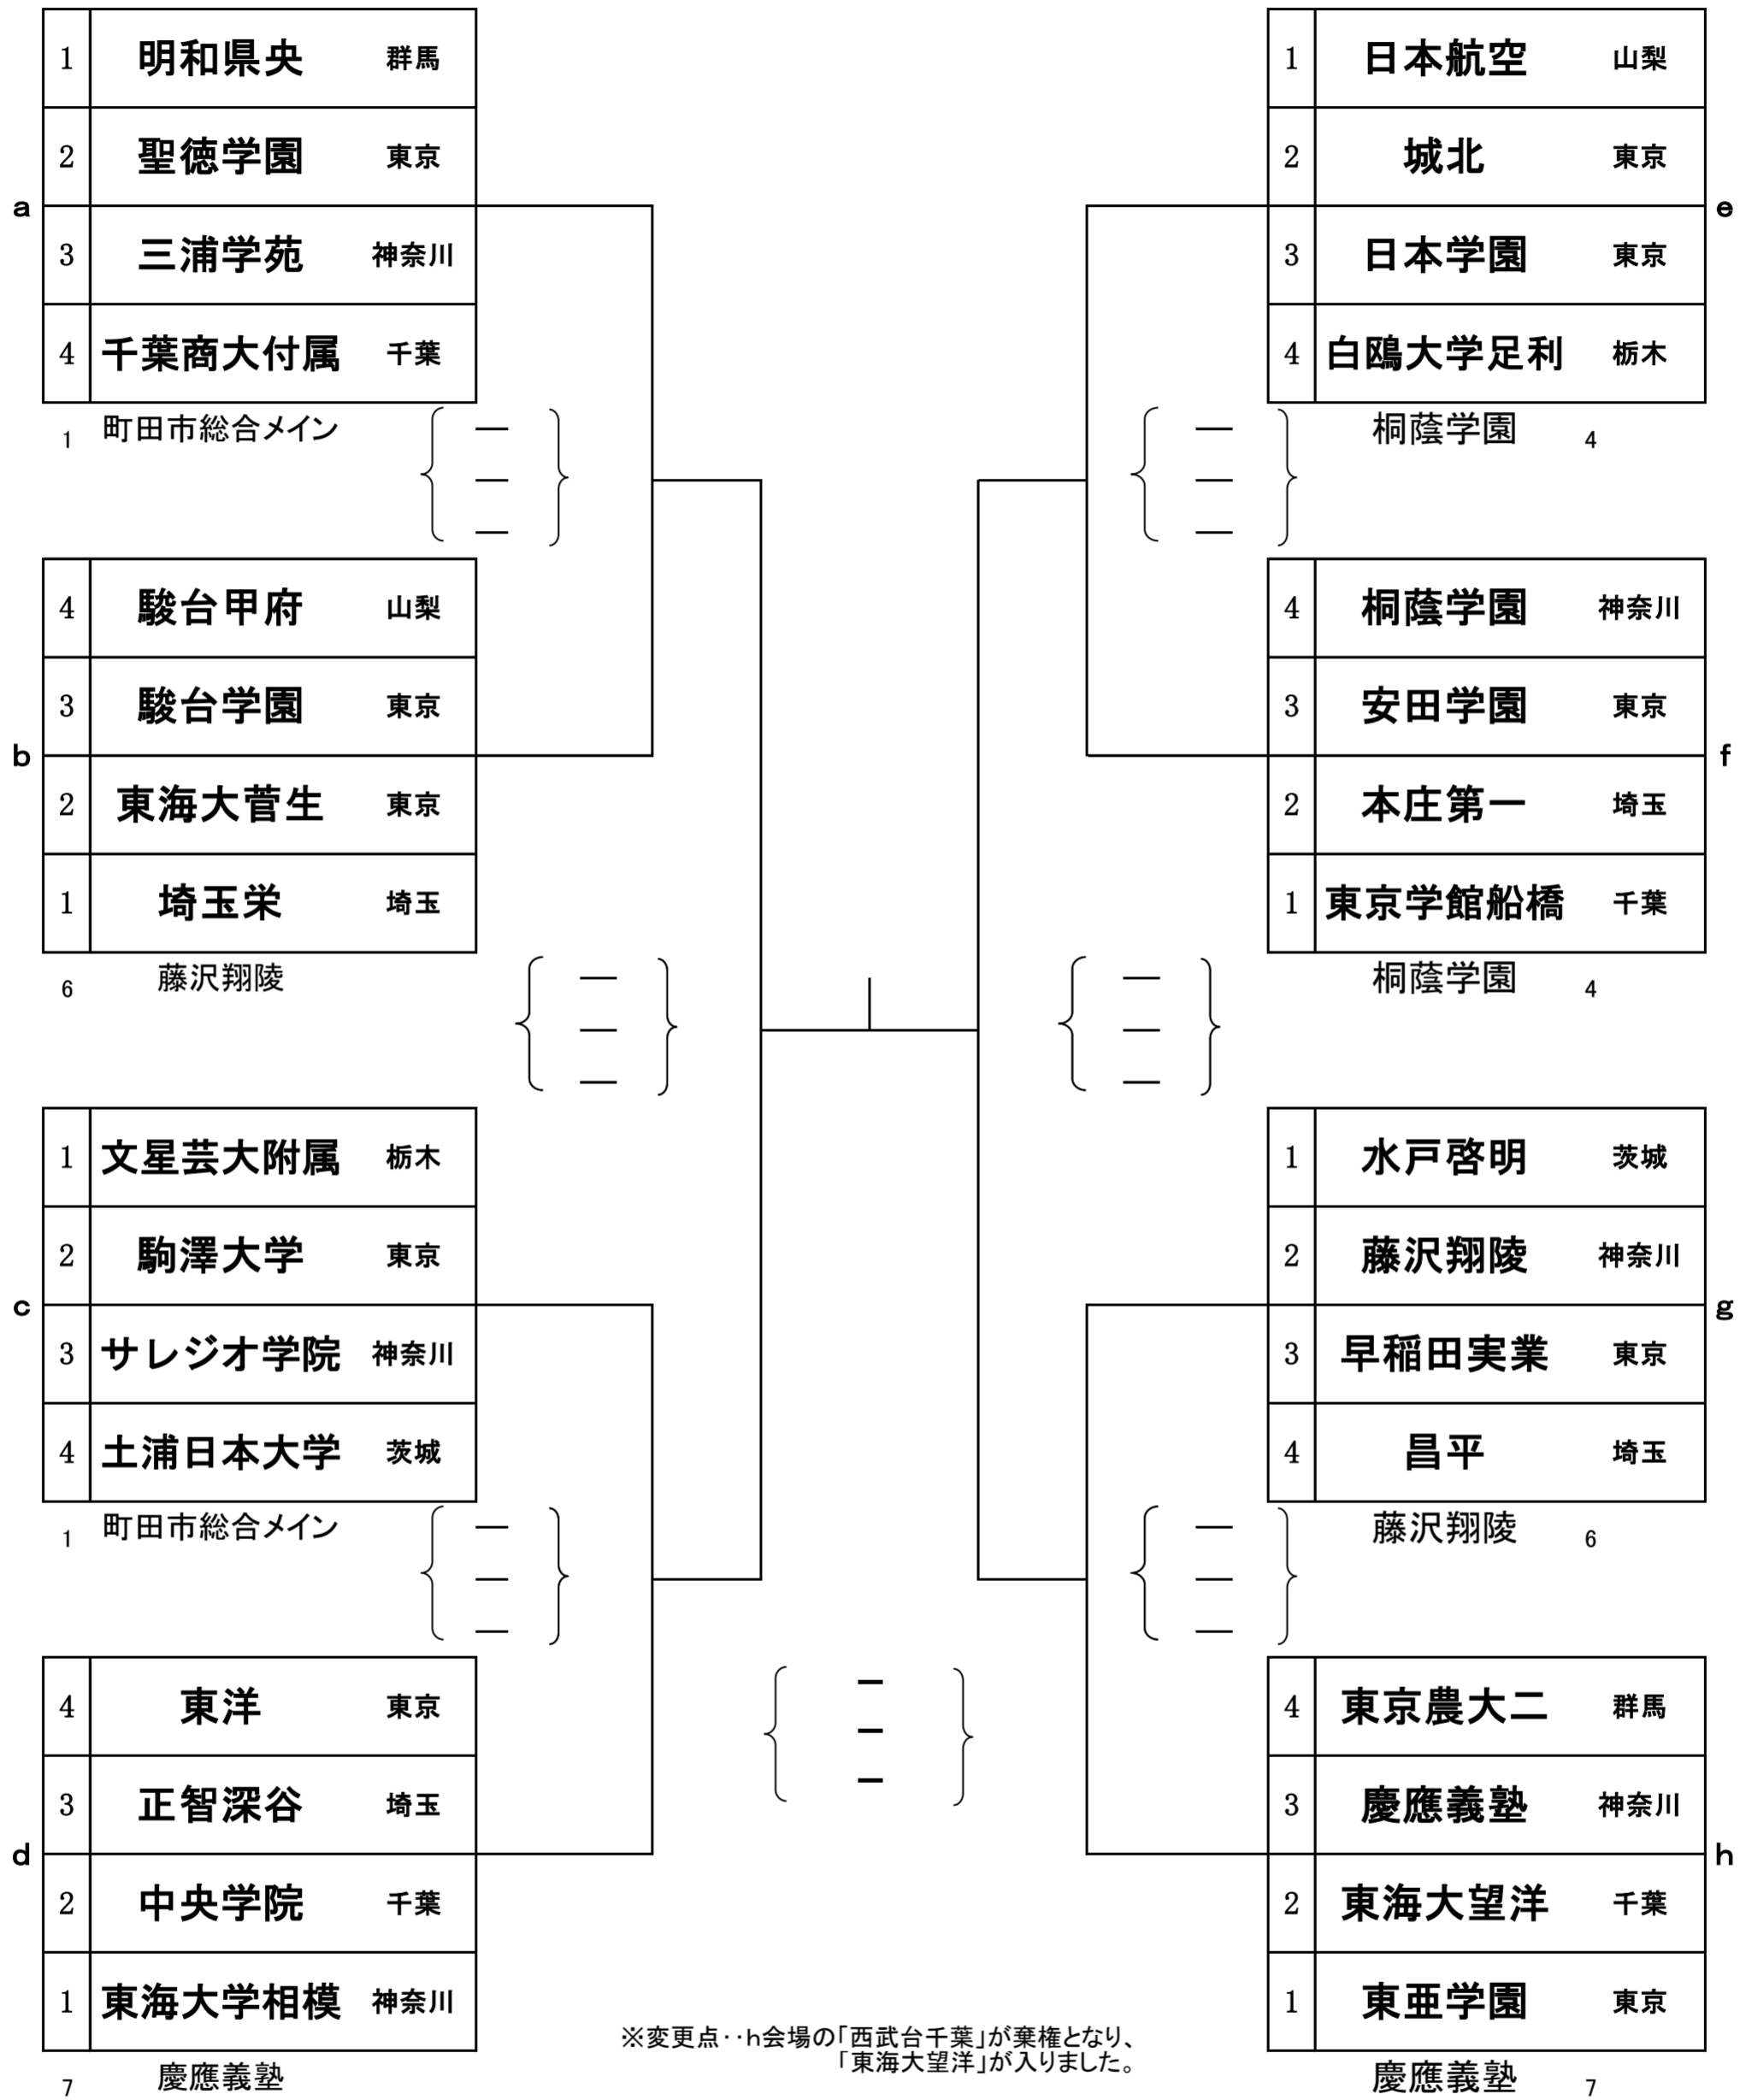 a
1 明和県央 群馬
2 聖徳学園 東京
3 三浦学苑 神奈川
4 千葉商大付属 千葉
1 町田市総合メイン
b
4 駿台甲府 山梨
3 駿台学園 東京
2 東海大菅生 東京
1 埼玉栄 埼玉
6 藤沢翔陵
c
1 文星芸大附属 栃木
2 駒澤大学 東京
3 サレジオ学院 神奈川
4 土浦日本大学 茨城
1 町田市総合メイン
d
4 東洋 東京
3 正智深谷 埼玉
2 中央学院 千葉
1 東海大学相模 神奈川
7 慶應義塾
e
1 日本航空 山梨
2 城北 東京
3 日本学園 東京
4 白鴎大学足利 栃木
桐蔭学園 4
f
4 桐蔭学園 神奈川
3 安田学園 東京
2 本庄第一 埼玉
1 東京学館船橋 千葉
桐蔭学園 4
g
1 水戸啓明 茨城
2 藤沢翔陵 神奈川
3 早稲田実業 東京
4 昌平 埼玉
藤沢翔陵 6
h
4 東京農大二 群馬
3 慶應義塾 神奈川
2 東海大望洋 千葉
1 東亜学園 東京
慶應義塾 7
※変更点・・h会場の「西武台千葉」が棄権となり、
「東海大望洋」が入りました。